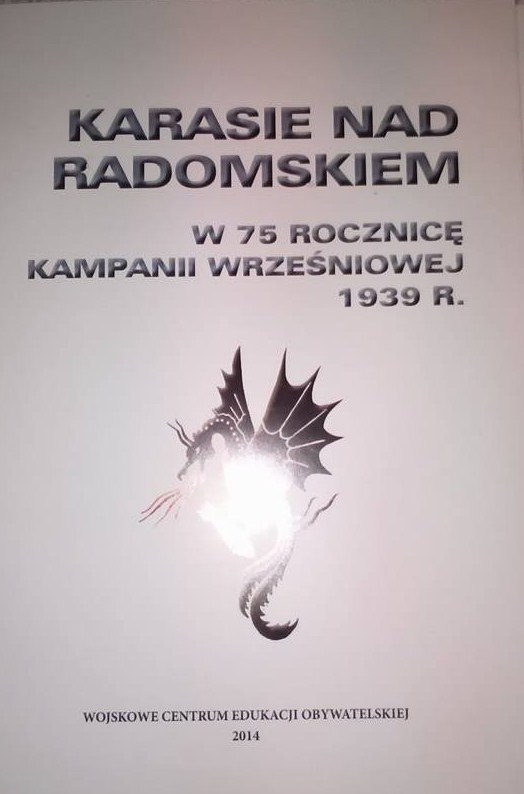 KARASIE NAD
RADOMSKIEM
W 75 ROCZNICĘ
KAMPANII WRZEŚNIOWEJ
1939 R.
WOJSKOWE CENTRUM EDUKACJI OBYWATELSKIEJ
2014